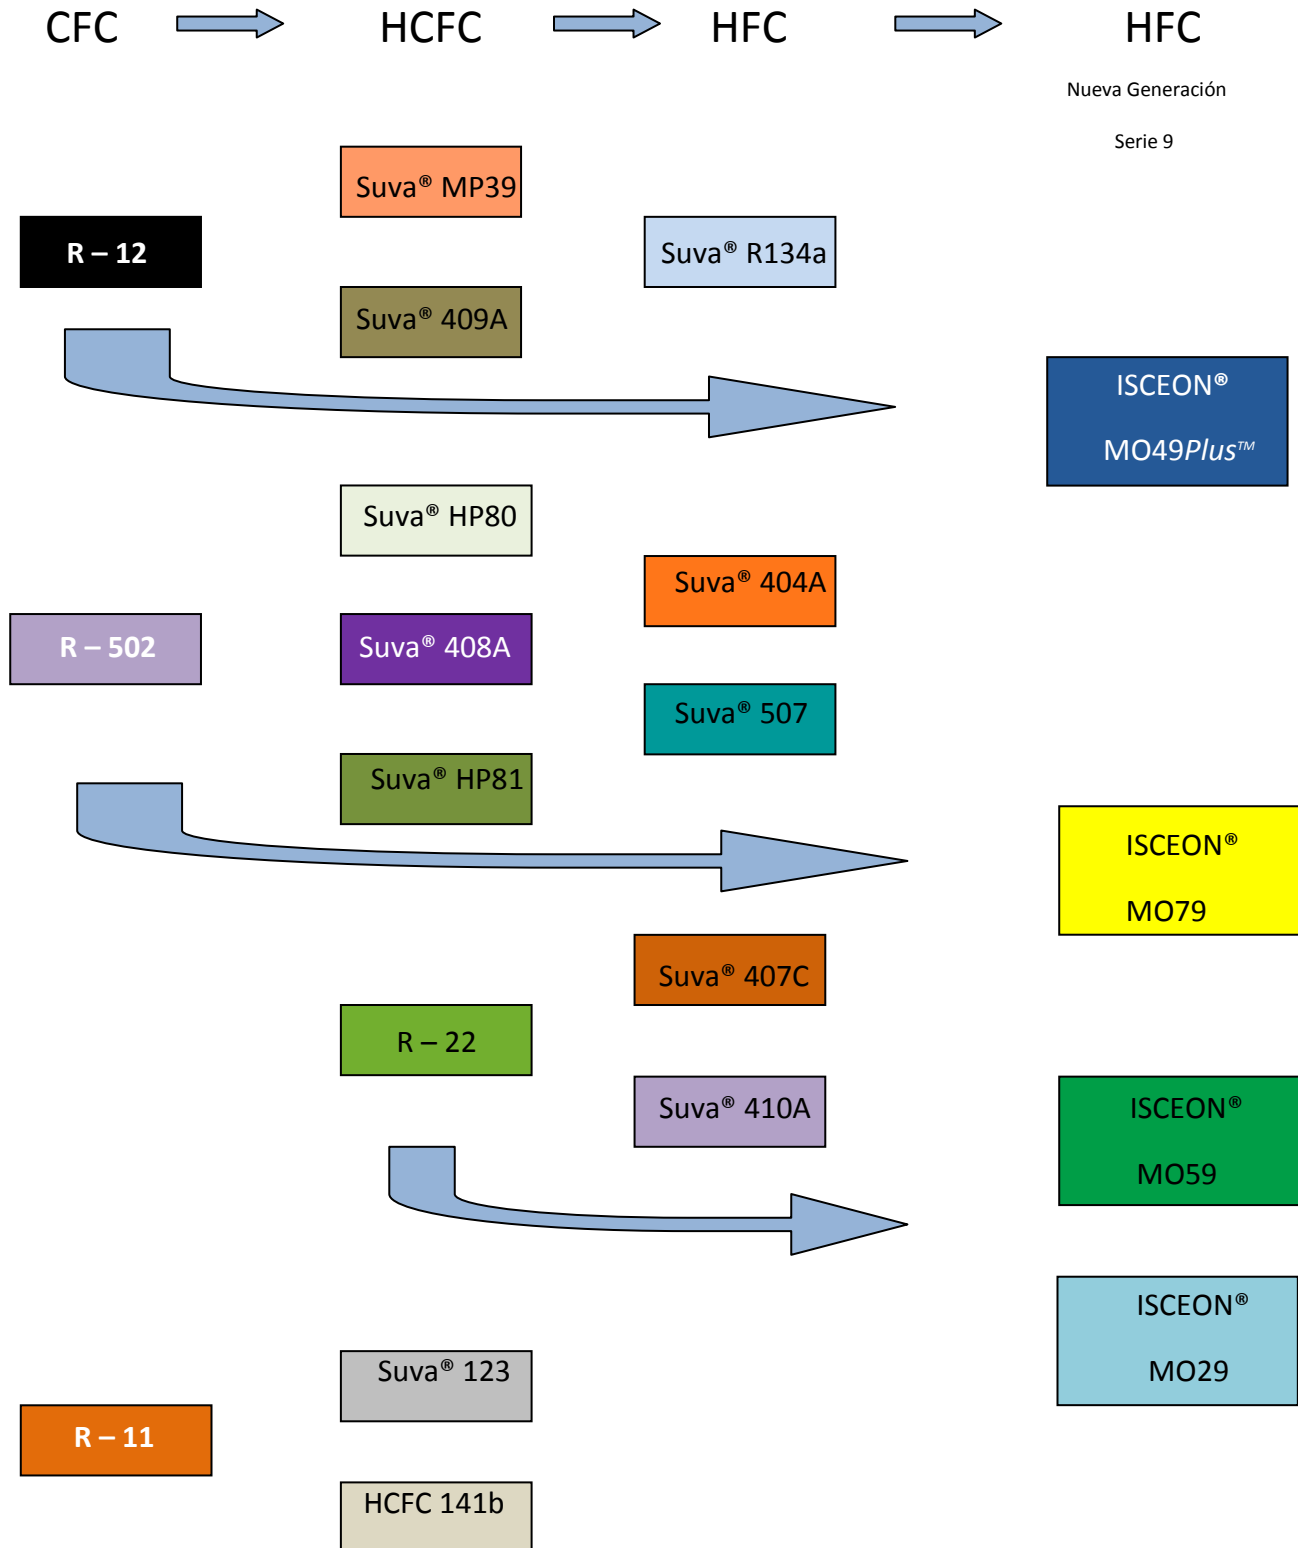 CFC
HCFC
HFC
HFC
Nueva Generación
Serie 9
Suva® MP39
R – 12
Suva® R134a
Suva® 409A
ISCEON®
MO49Plus™
Suva® HP80
Suva® 404A
R – 502
Suva® 408A
Suva® 507
Suva® HP81
ISCEON®
MO79
Suva® 407C
R – 22
Suva® 410A
ISCEON®
MO59
ISCEON®
MO29
Suva® 123
R – 11
HCFC 141b